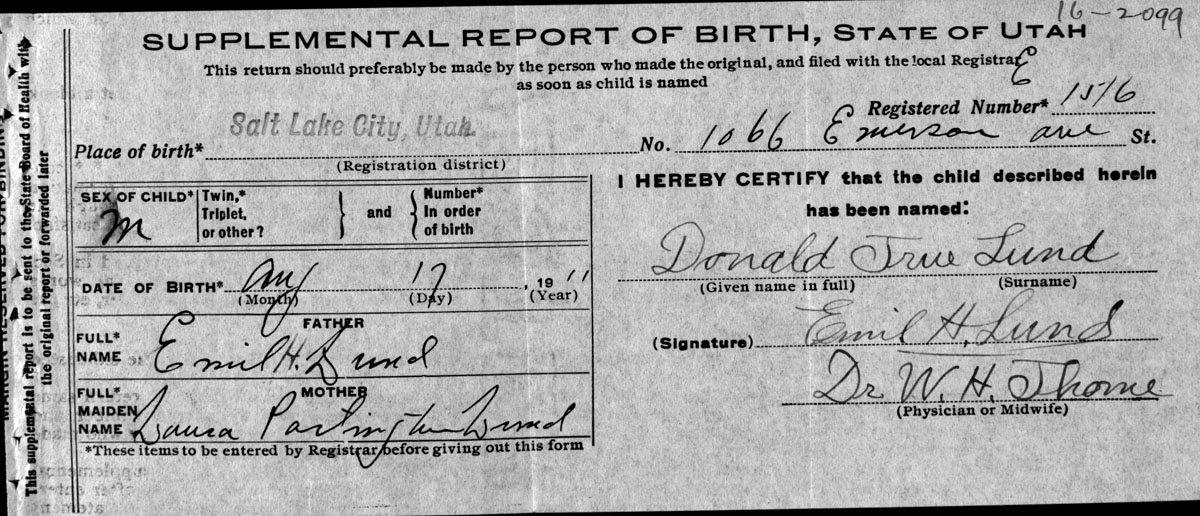 16-2099
SUPPLEMENTAL REPORT OF BIRTH, STATE OF UTAH
This return should preferably be made by the person who made the original, and filed with the local Registrar
as soon as child is named
Registered Number* 1516
Salt Lake City, Utah.
Place of birth* No. 1066 Emerson ave St.
(Registration district)
SEX OF CHILD* M
Twin,* Triplet, or other? } and { Number* In order of birth
DATE OF BIRTH* Aug 17, 1911
(Month) (Day) (Year)
FATHER
FULL* NAME Emil H. Lund
MOTHER
FULL* MAIDEN NAME Laura Partington Lund
*These items to be entered by Registrar before giving out this form
I HEREBY CERTIFY that the child described herein
has been named:
Donald True Lund
(Given name in full) (Surname)
(Signature) Emil H. Lund
Dr. W. H. Thorne
(Physician or Midwife)
This supplemental report is to be sent to the State Board of Health with
the original report or forwarded later